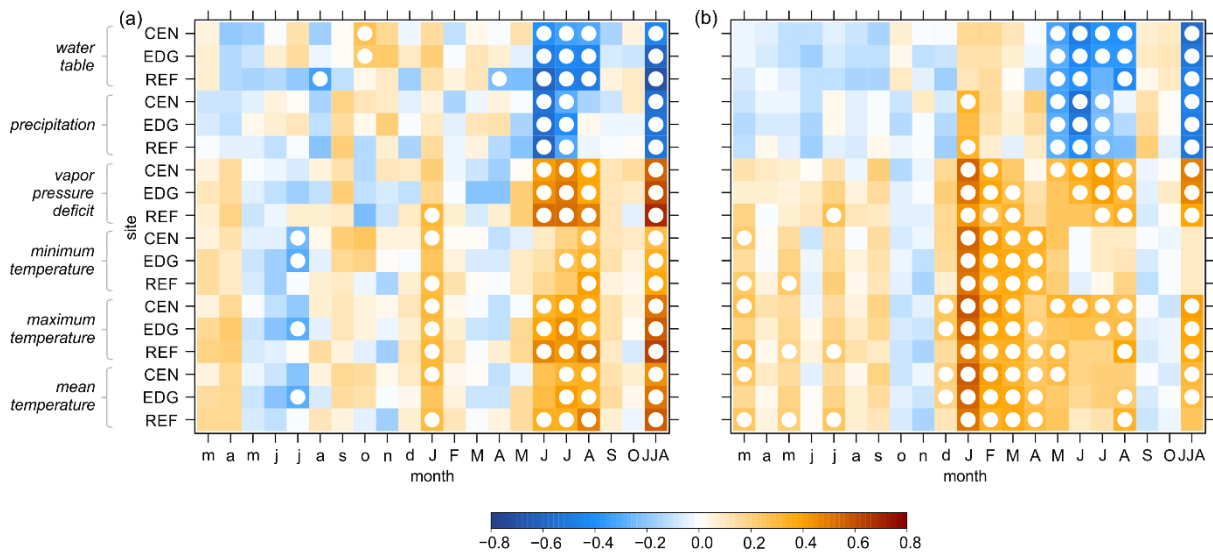 (a)
(b)
water
table
precipitation
vapor
pressure
deficit
minimum
temperature
maximum
temperature
mean
temperature
site
CEN
EDG
REF
CEN
EDG
REF
CEN
EDG
REF
CEN
EDG
REF
CEN
EDG
REF
CEN
EDG
REF
m a m j j a s o n d J F M A M J J A S O JJA
month
m a m j j a s o n d J F M A M J J A S O JJA
month
−0.8 −0.6 −0.4 −0.2 0.0 0.2 0.4 0.6 0.8